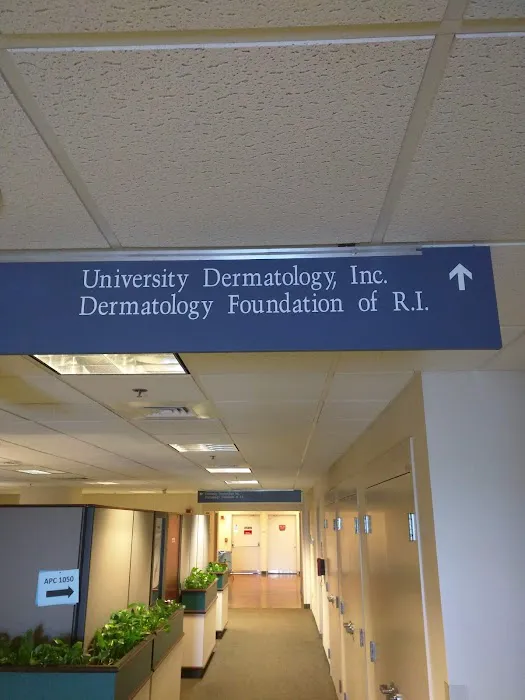 University Dermatology, Inc.
Dermatology Foundation of R.I.
APC 1050